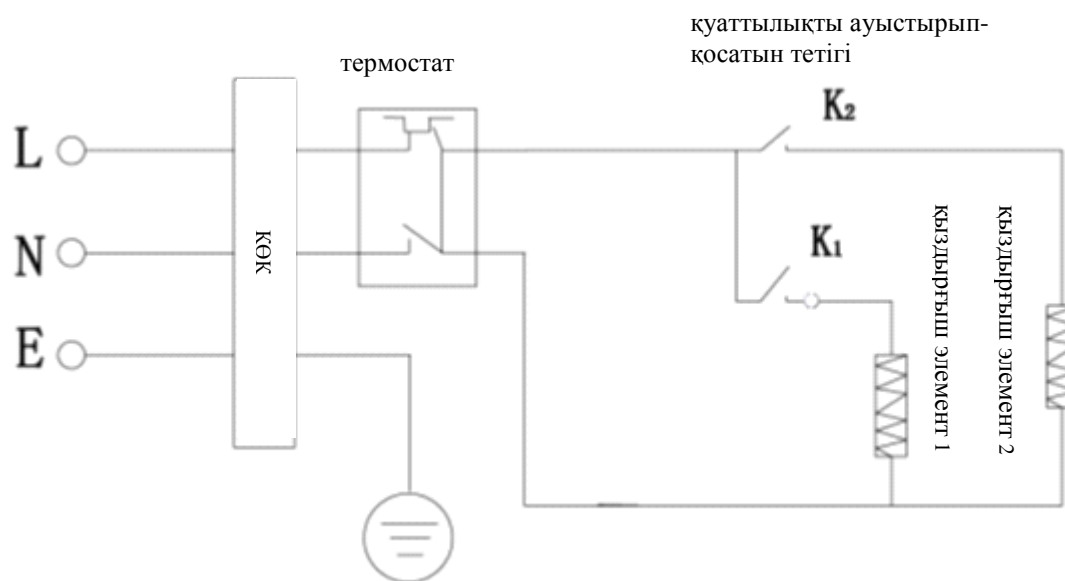 қуаттылықты ауыстырып-
қосатын тетігі
термостат
K₂
L
N
E
КӨК
K₁
қыздырғыш элемент 1
қыздырғыш элемент 2